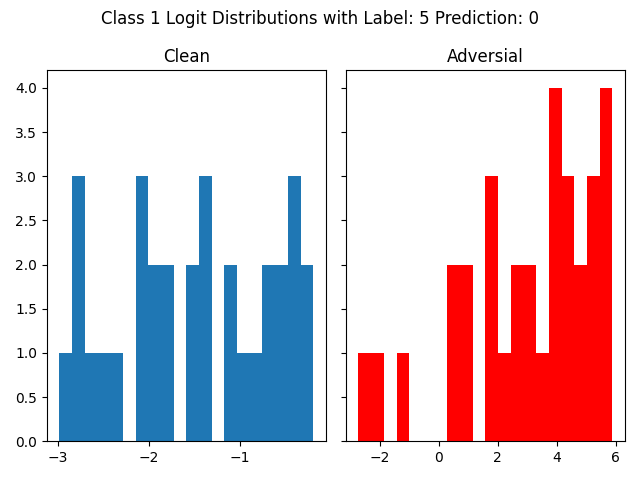 Class 1 Logit Distributions with Label: 5 Prediction: 0
Clean
Adversial
4.0
3.5
3.0
2.5
2.0
1.5
1.0
0.5
0.0
−3 −2 −1
−2 0 2 4 6